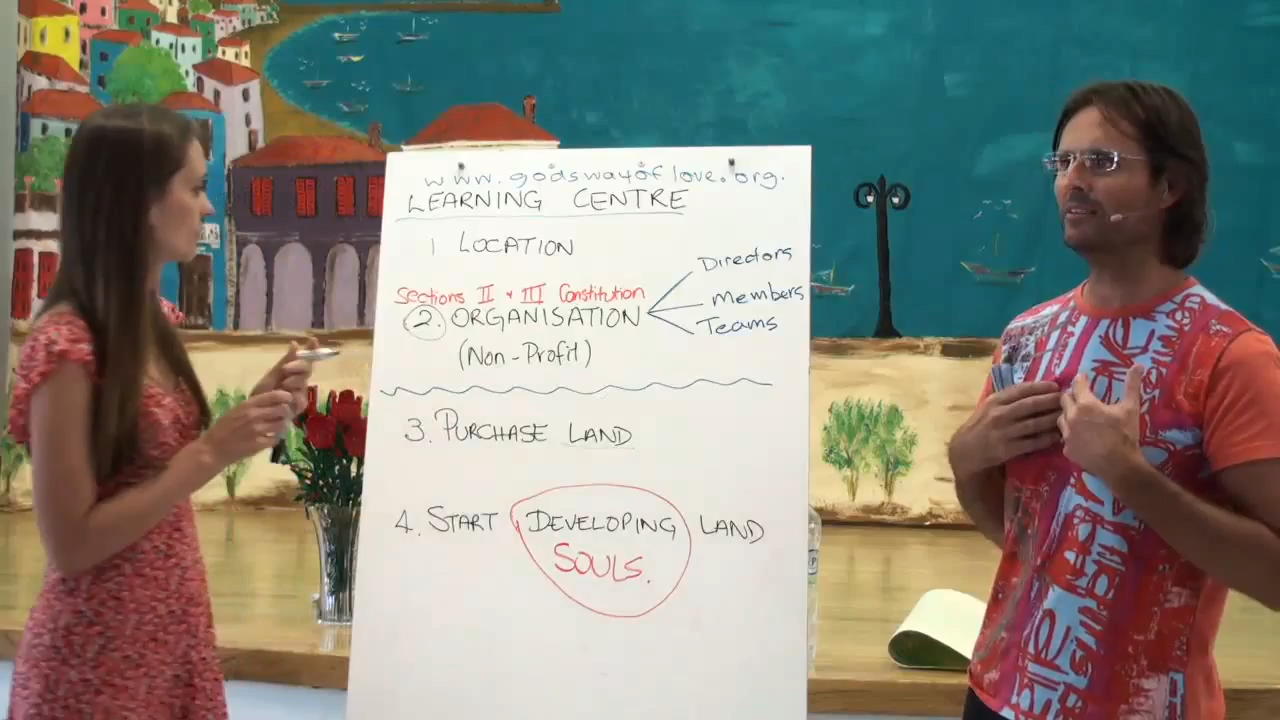 www.godswayoflove.org.
LEARNING CENTRE
1 LOCATION
Sections II & III Constitution
2. ORGANISATION
(Non-Profit)
Directors
Members
Teams
3. PURCHASE LAND
4. START DEVELOPING LAND
SOULS.